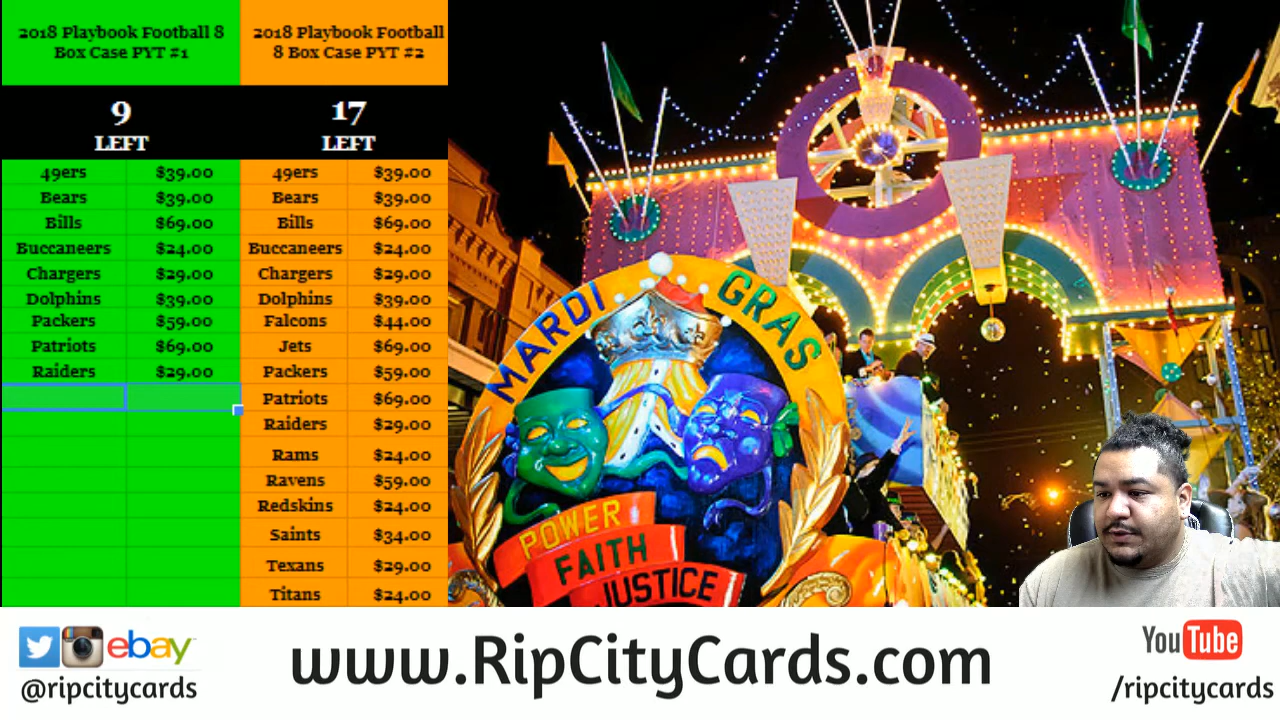 2018 Playbook Football 8
Box Case PYT #1
9
LEFT
49ers $39.00
Bears $39.00
Bills $69.00
Buccaneers $24.00
Chargers $29.00
Dolphins $39.00
Packers $59.00
Patriots $69.00
Raiders $29.00
2018 Playbook Football
8 Box Case PYT #2
17
LEFT
49ers $39.00
Bears $39.00
Bills $69.00
Buccaneers $24.00
Chargers $29.00
Dolphins $39.00
Falcons $44.00
Jets $69.00
Packers $59.00
Patriots $69.00
Raiders $29.00
Rams $24.00
Ravens $59.00
Redskins $24.00
Saints $34.00
Texans $29.00
Titans $24.00
MARDI GRAS
POWER
FAITH
JUSTICE
ebay
@ripcitycards
www.RipCityCards.com
YouTube
/ripcitycards